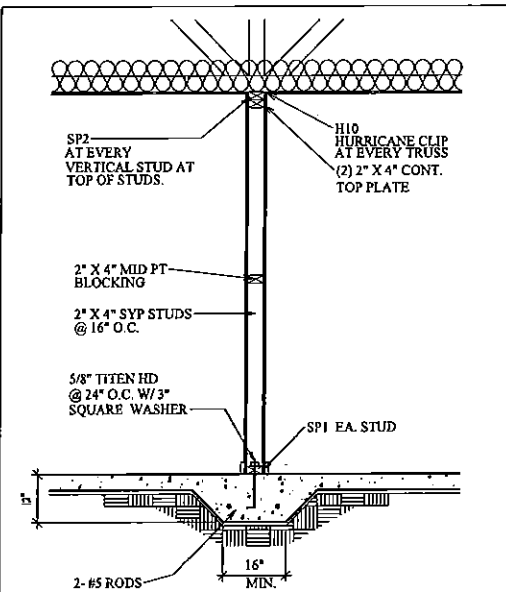 SP2
AT EVERY
VERTICAL STUD AT
TOP OF STUDS.
H10
HURRICANE CLIP
AT EVERY TRUSS
(2) 2" X 4" CONT.
TOP PLATE
2" X 4" MID PT
BLOCKING
2" X 4" SYP STUDS
@ 16" O.C.
5/8" TITEN HD
@ 24" O.C. W/ 3"
SQUARE WASHER
SP1 EA. STUD
12"
16"
MIN.
2- #5 RODS